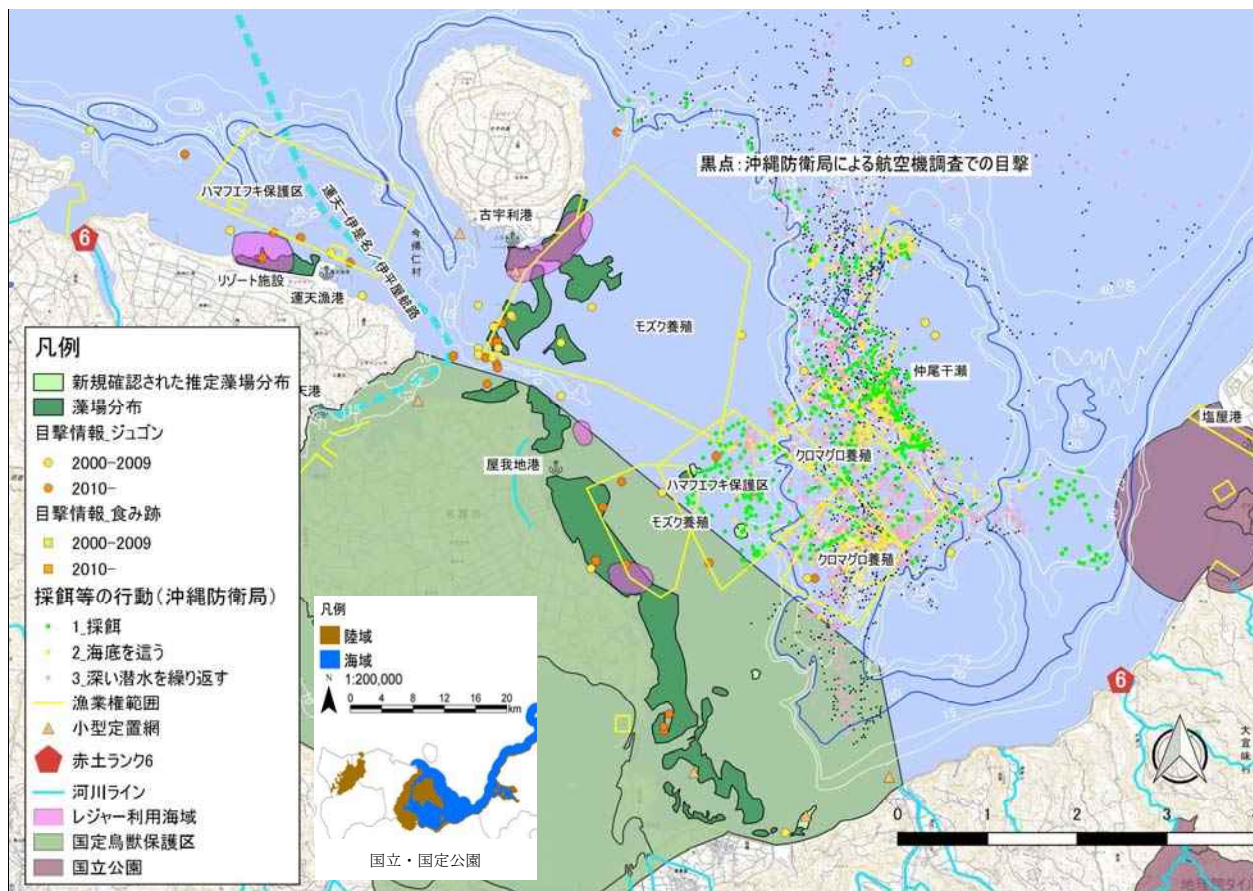 黒点:沖縄防衛局による航空機調査での目撃
ハマフエフキ保護区
運天ー伊是名/伊平屋航路
今帰仁村
古宇利港
6
リゾート施設
運天漁港
モズク養殖
仲尾干瀬
塩屋港
クロマグロ養殖
屋我地港
ハマフエフキ保護区
モズク養殖
クロマグロ養殖
天港
6
大宜味村
凡例
新規確認された推定藻場分布
藻場分布
目撃情報_ジュゴン
2000-2009
2010-
目撃情報_食み跡
2000-2009
2010-
採餌等の行動(沖縄防衛局)
1_採餌
2_海底を這う
3_深い潜水を繰り返す
漁業権範囲
小型定置網
赤土ランク6
河川ライン
レジャー利用海域
国定鳥獣保護区
国立公園
凡例
陸域
海域
N
1:200,000
0 4 8 12 16 20
km
国立・国定公園
0 1 2 3